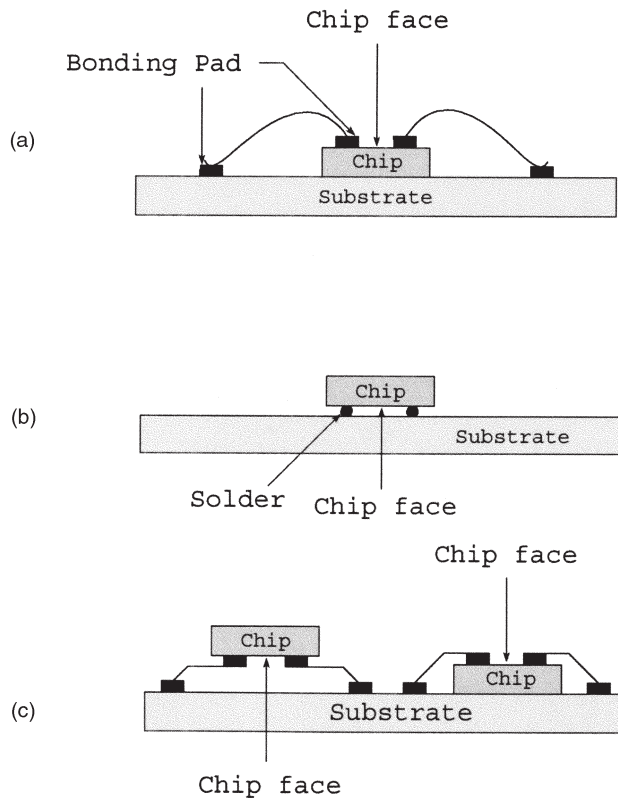 Chip face
Bonding Pad
(a)
Chip
Substrate
Chip
(b)
Substrate
Solder
Chip face
Chip face
Chip
Chip
Substrate
(c)
Chip face